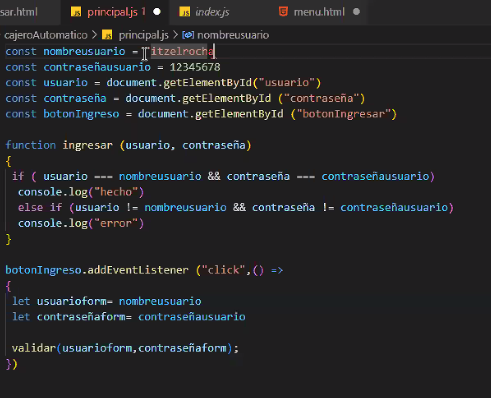 sar.html principal.js 1 index.js menu.html
cajeroAutomatico > principal.js > nombreusuario
const nombreusuario = "itzelrocha
const contraseñausuario = 12345678
const usuario = document.getElementById("usuario")
const contraseña = document.getElementById ("contraseña")
const botonIngreso = document.getElementById ("botonIngresar")
function ingresar (usuario, contraseña)
{
if ( usuario === nombreusuario && contraseña === contraseñausuario)
console.log("hecho")
else if (usuario != nombreusuario && contraseña != contraseñausuario)
console.log("error")
}
botonIngreso.addEventListener ("click",() =>
{
let usuarioform= nombreusuario
let contraseñaform= contraseñausuario
validar(usuarioform,contraseñaform);
})